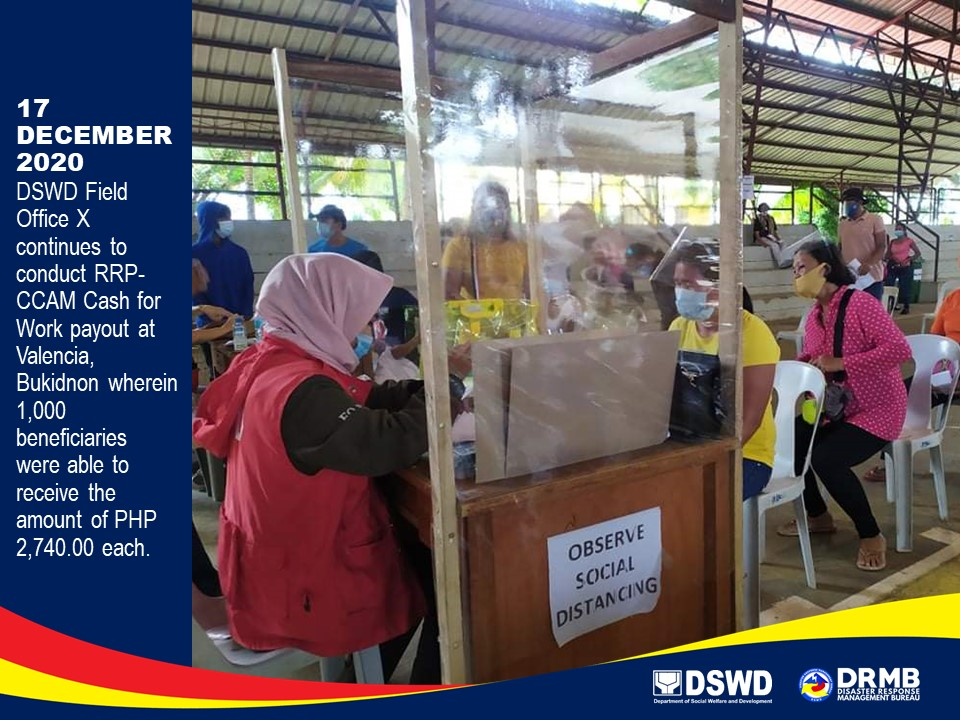 17
DECEMBER
2020
DSWD Field
Office X
continues to
conduct RRP-
CCAM Cash for
Work payout at
Valencia,
Bukidnon wherein
1,000
beneficiaries
were able to
receive the
amount of PHP
2,740.00 each.
OBSERVE
SOCIAL
DISTANCING
DSWD
Department of Social Welfare and Development
DRMB
DISASTER RESPONSE
MANAGEMENT BUREAU